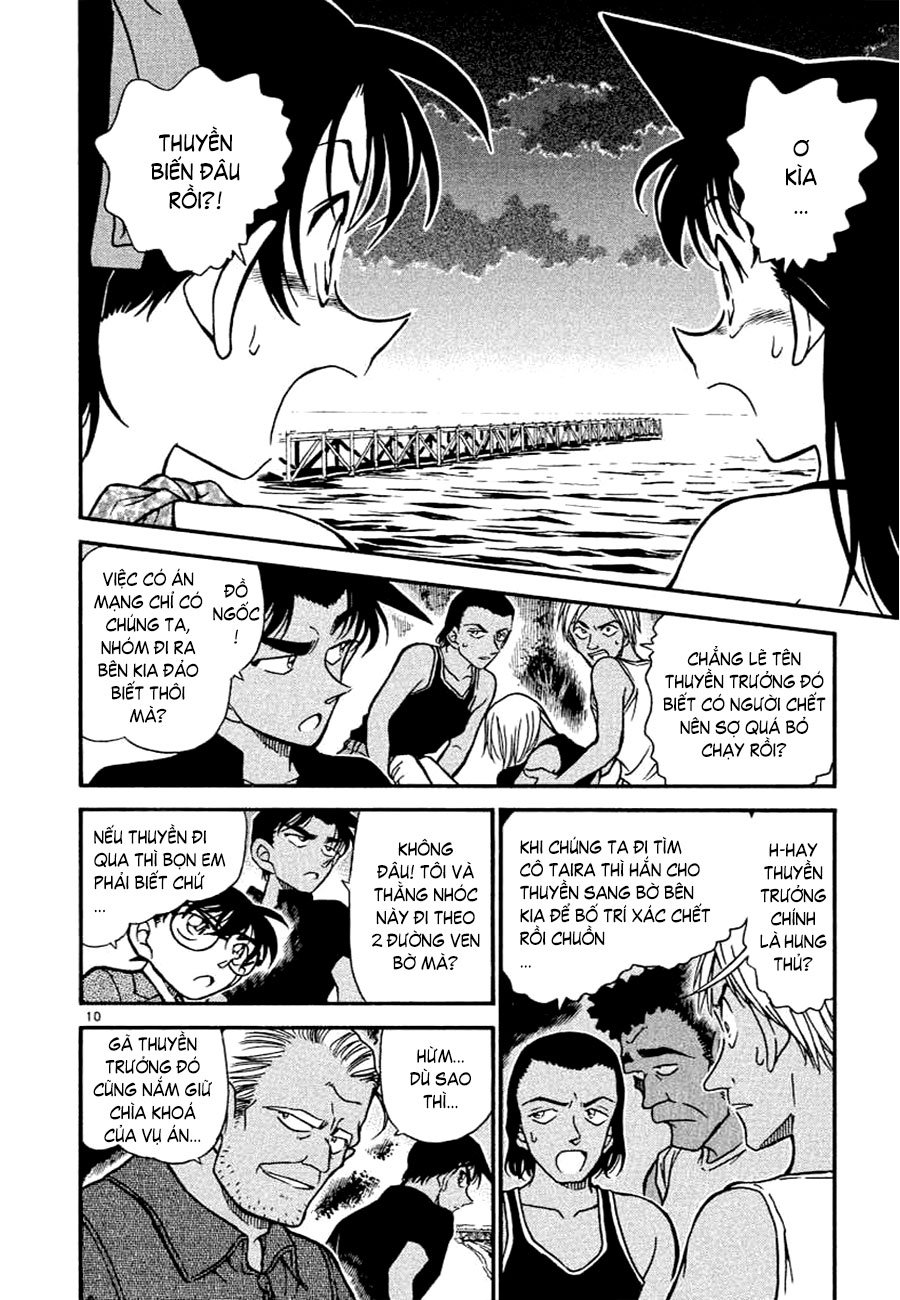 Ơ
KÌA
...
THUYỀN
BIẾN ĐÂU
RỒI?!
CHẲNG LẼ TÊN
THUYỀN TRƯỞNG ĐÓ
BIẾT CÓ NGƯỜI CHẾT
NÊN SỢ QUÁ BỎ
CHẠY RỒI?
ĐỒ
NGỐC
!
VIỆC CÓ ÁN
MẠNG CHỈ CÓ
CHÚNG TA,
NHÓM ĐI RA
BÊN KIA ĐẢO
BIẾT THÔI
MÀ?
H-HAY
THUYỀN
TRƯỞNG
CHÍNH
LÀ HUNG
THỦ?
KHI CHÚNG TA ĐI TÌM
CÔ TAIRA THÌ HẮN CHO
THUYỀN SANG BỜ BÊN
KIA ĐỂ BỐ TRÍ XÁC CHẾT
RỒI CHUỒN
...
KHÔNG
ĐÂU! TÔI VÀ
THẰNG NHÓC
NÀY ĐI THEO
2 ĐƯỜNG VEN
BỜ MÀ?
NẾU THUYỀN ĐI
QUA THÌ BỌN EM
PHẢI BIẾT CHỨ
...
10
HỪM...
DÙ SAO
THÌ...
GÃ THUYỀN
TRƯỞNG ĐÓ
CŨNG NẮM GIỮ
CHÌA KHOÁ
CỦA VỤ ÁN...